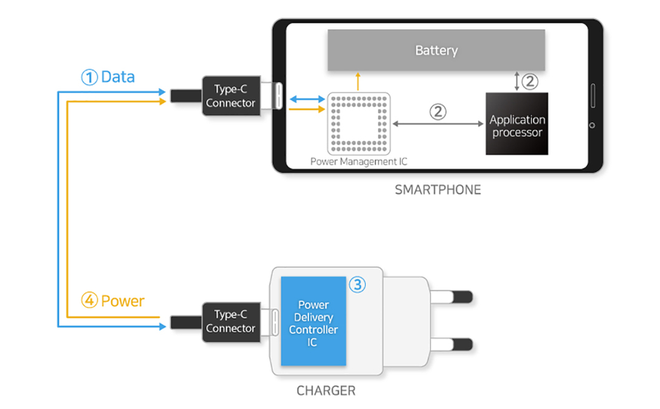 Battery
① Data
Type-C
Connector
②
②
Application
processor
Power Management IC
SMARTPHONE
④ Power
Type-C
Connector
③
Power
Delivery
Controller
IC
CHARGER